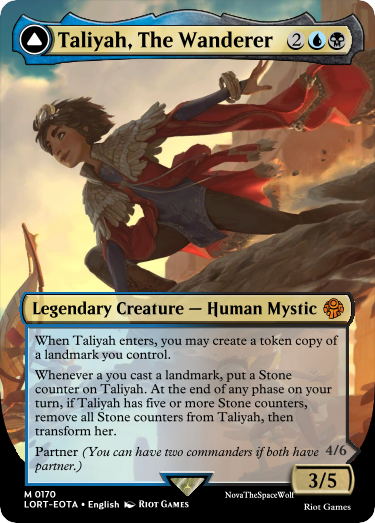 Taliyah, The Wanderer 2
Legendary Creature — Human Mystic
When Taliyah enters, you may create a token copy of
a landmark you control.
Whenever a you cast a landmark, put a Stone
counter on Taliyah. At the end of any phase on your
turn, if Taliyah has five or more Stone counters,
remove all Stone counters from Taliyah, then
transform her.
Partner (You can have two commanders if both have
partner.)
4/6
3/5
M 0170
LORT-EOTA • English RIOT GAMES
NovaTheSpaceWolf
Riot Games